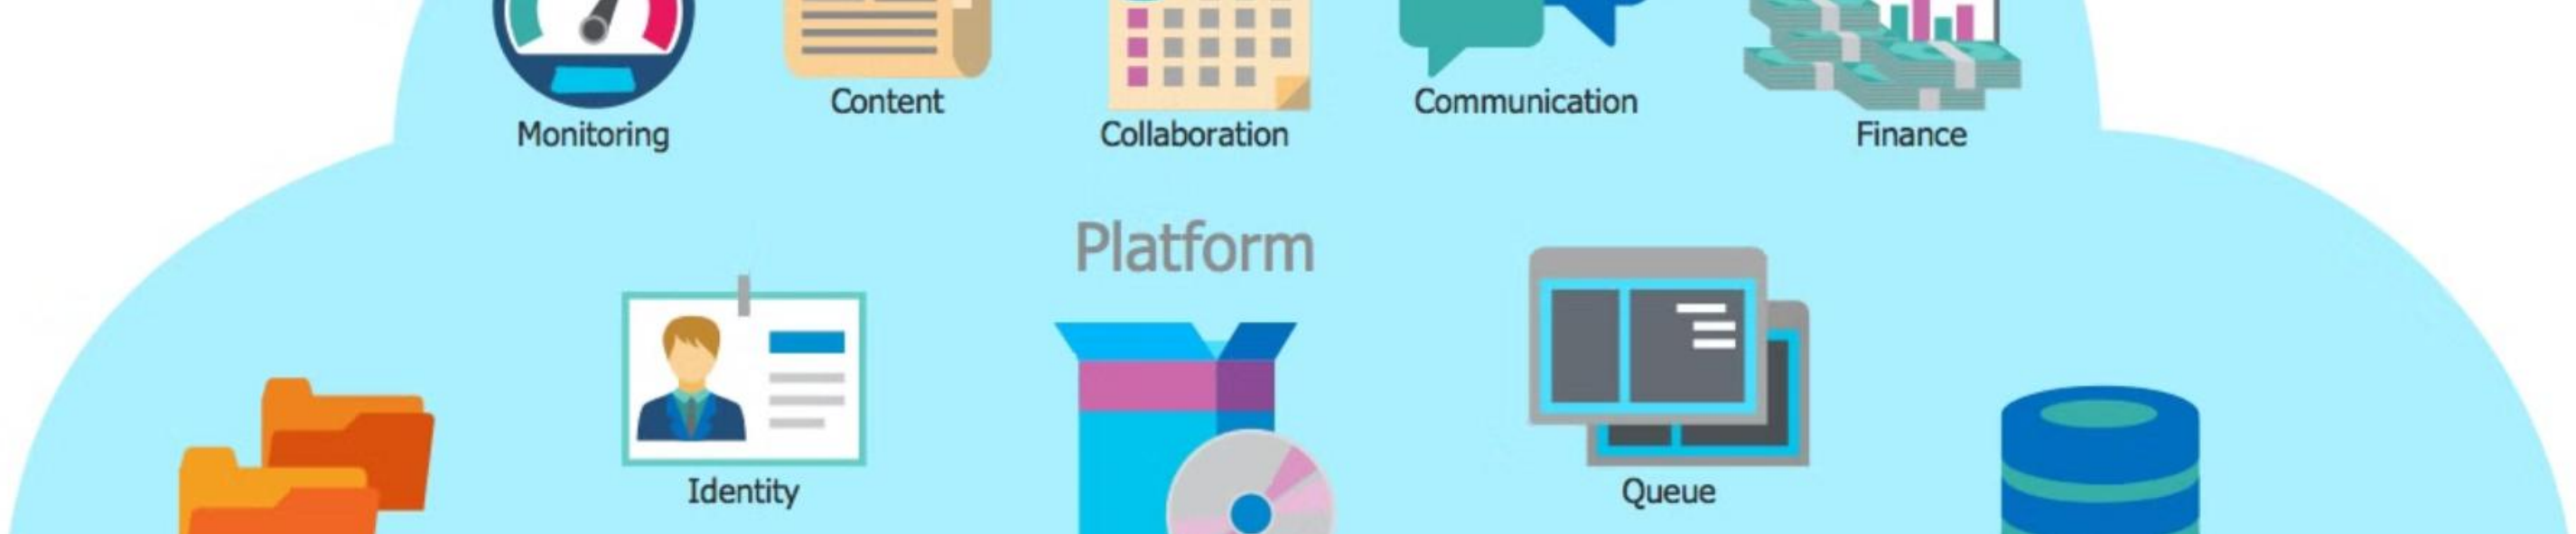 Content
Communication
Monitoring
Collaboration
Finance
Platform
Identity
Queue